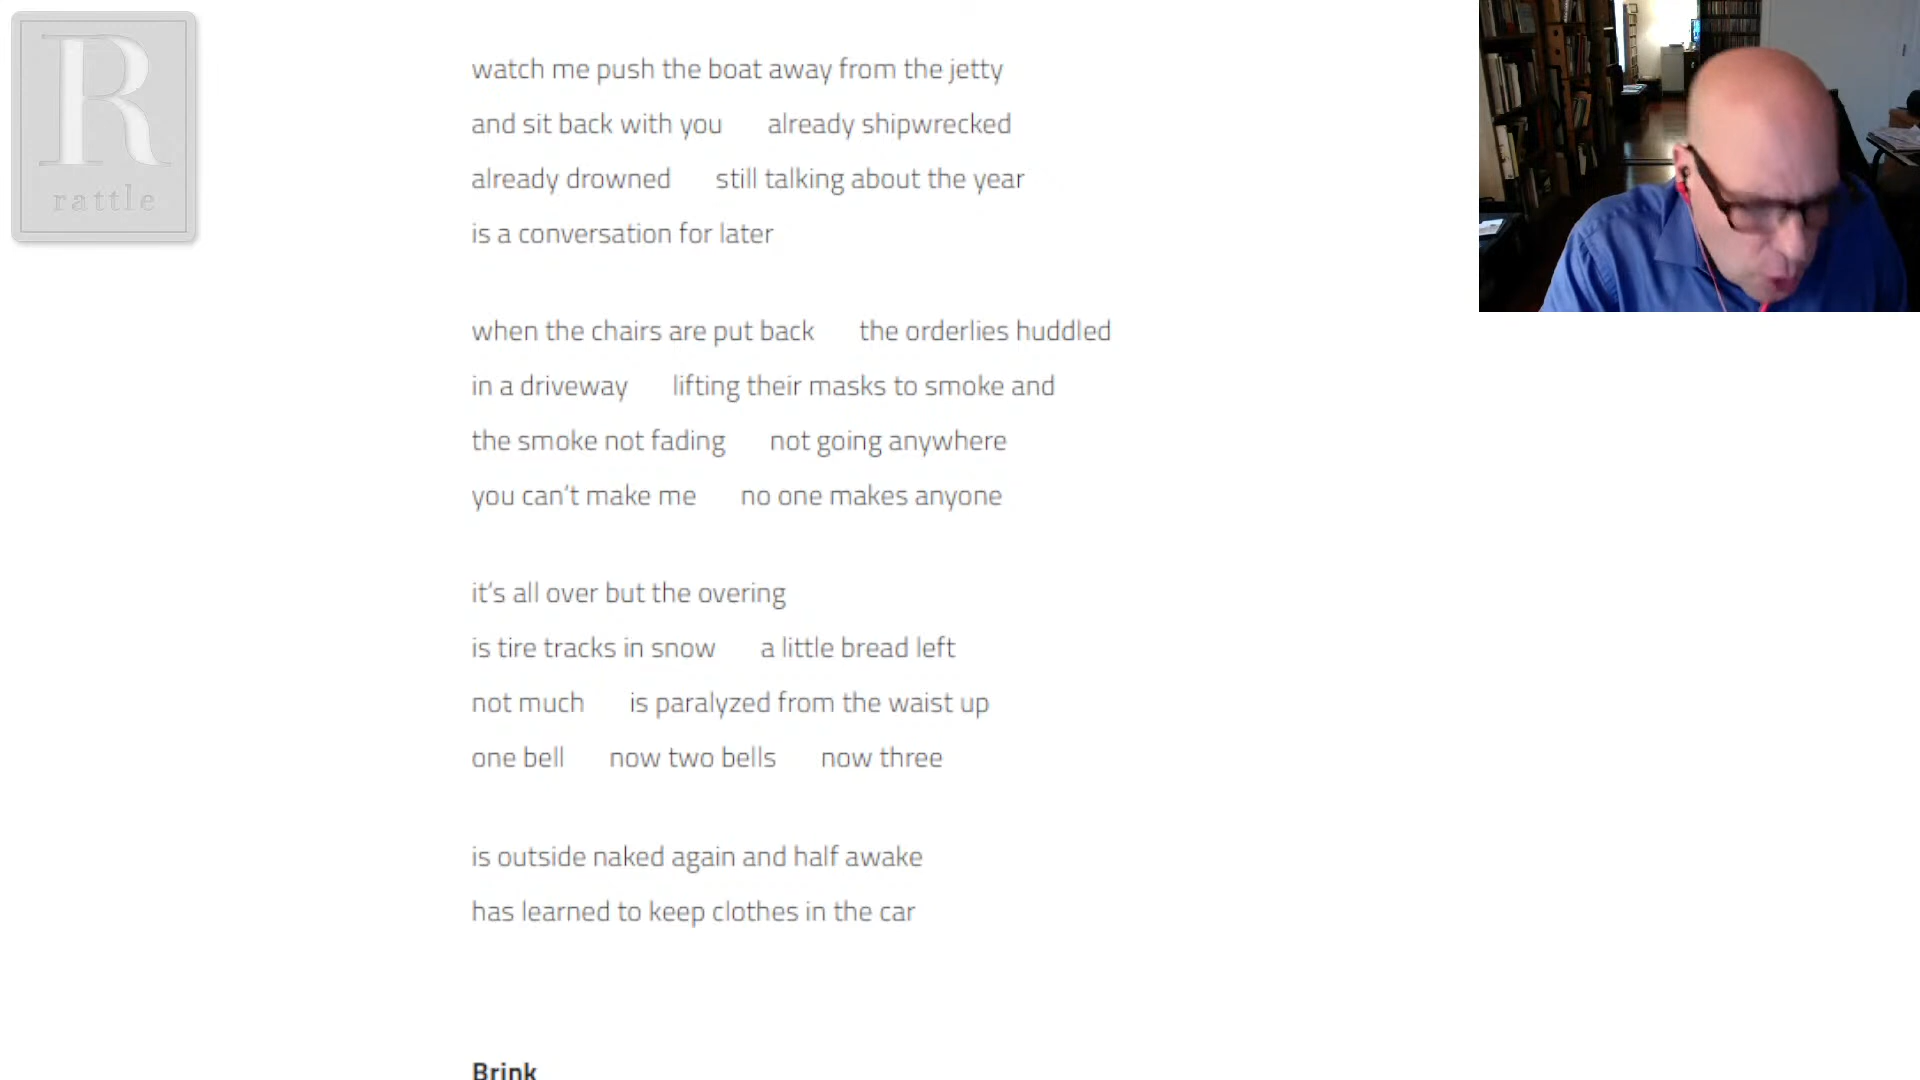 R
rattle
watch me push the boat away from the jetty
and sit back with you already shipwrecked
already drowned still talking about the year
is a conversation for later
when the chairs are put back the orderlies huddled
in a driveway lifting their masks to smoke and
the smoke not fading not going anywhere
you can't make me no one makes anyone
it's all over but the overing
is tire tracks in snow a little bread left
not much is paralyzed from the waist up
one bell now two bells now three
is outside naked again and half awake
has learned to keep clothes in the car
Brink